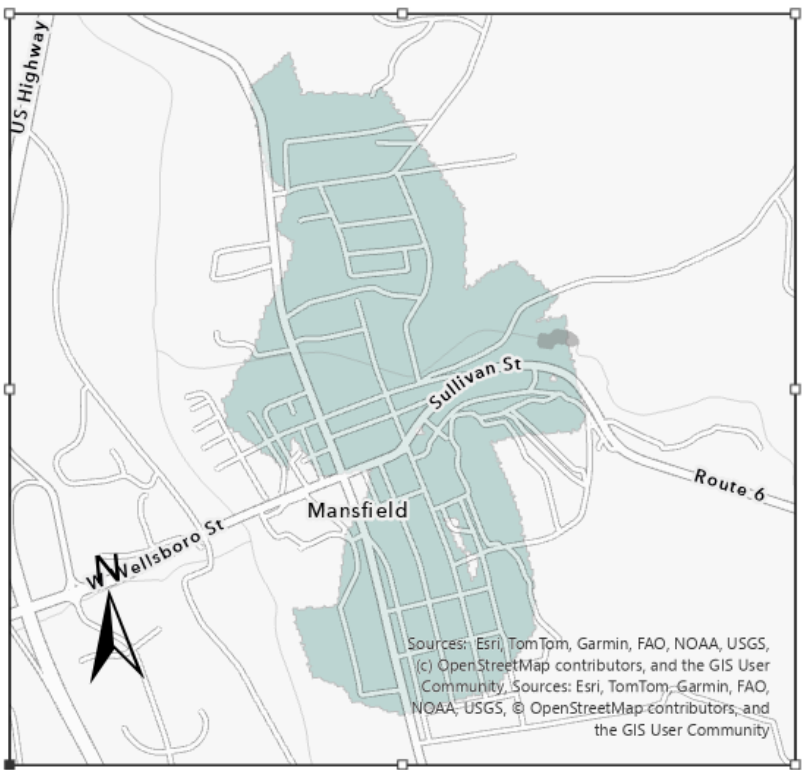 US Highway
Sullivan St
Route 6
Mansfield
W Wellsboro St
N
Sources: Esri, TomTom, Garmin, FAO, NOAA, USGS,
(c) OpenStreetMap contributors, and the GIS User
Community, Sources: Esri, TomTom, Garmin, FAO,
NOAA, USGS, © OpenStreetMap contributors, and
the GIS User Community